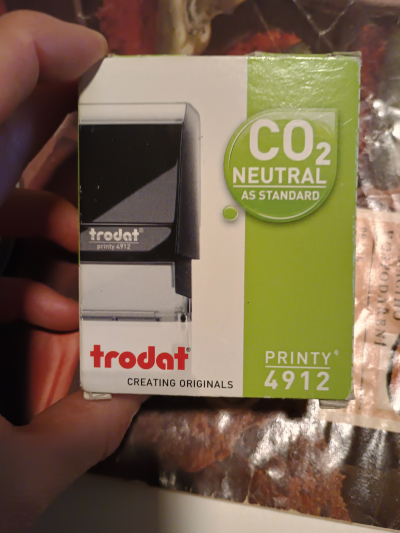 CO2
NEUTRAL
AS STANDARD
trodat®
printy 4912
trodat®
CREATING ORIGINALS
PRINTY®
4912